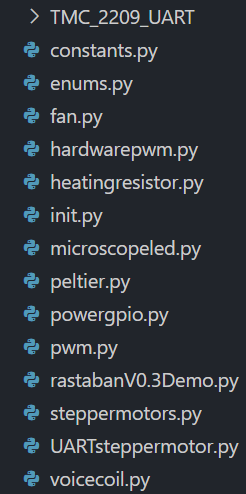 TMC_2209_UART
constants.py
enums.py
fan.py
hardwarepwm.py
heatingresistor.py
init.py
microscopeled.py
peltier.py
powergpio.py
pwm.py
rastabanV0.3Demo.py
steppermotors.py
UARTsteppermotor.py
voicecoil.py